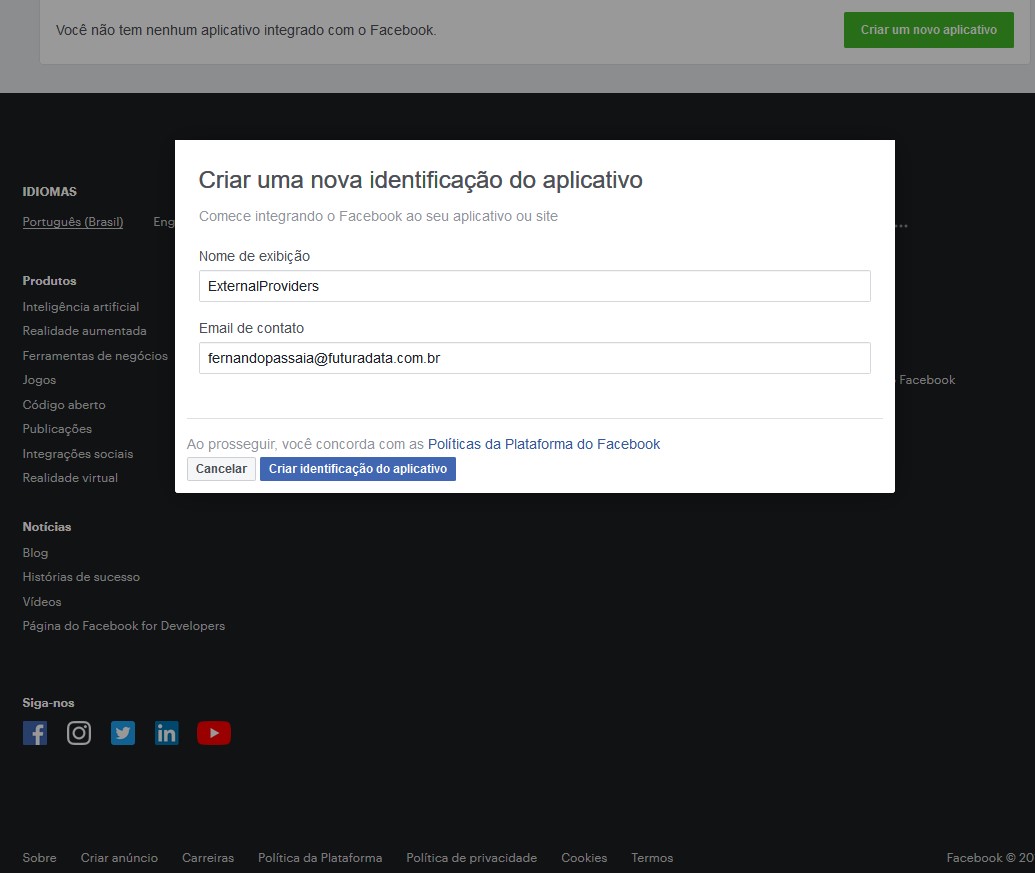 Você não tem nenhum aplicativo integrado com o Facebook.
Criar um novo aplicativo
Criar uma nova identificação do aplicativo
Comece integrando o Facebook ao seu aplicativo ou site
Nome de exibição
ExternalProviders
Email de contato
fernandopassaia@futuradata.com.br
Ao prosseguir, você concorda com as Políticas da Plataforma do Facebook
Cancelar Criar identificação do aplicativo
IDIOMAS
Português (Brasil) Eng
...
Produtos
Inteligência artificial
Realidade aumentada
Ferramentas de negócios
Jogos
Facebook
Código aberto
Publicações
Integrações sociais
Realidade virtual
Notícias
Blog
Histórias de sucesso
Vídeos
Página do Facebook for Developers
Siga-nos
Sobre Criar anúncio Carreiras Política da Plataforma Política de privacidade Cookies Termos Facebook © 20